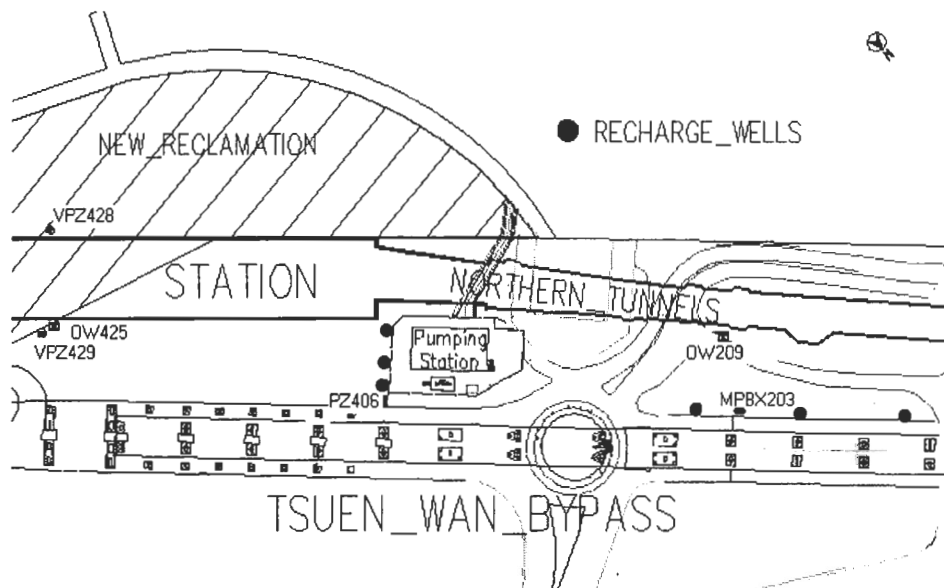 NEW_RECLAMATION
RECHARGE_WELLS
VPZ428
STATION
NORTHERN_TUNNELS
OW425
VPZ429
Pumping
Station
OW209
PZ406
MPBX203
TSUEN_WAN_BYPASS